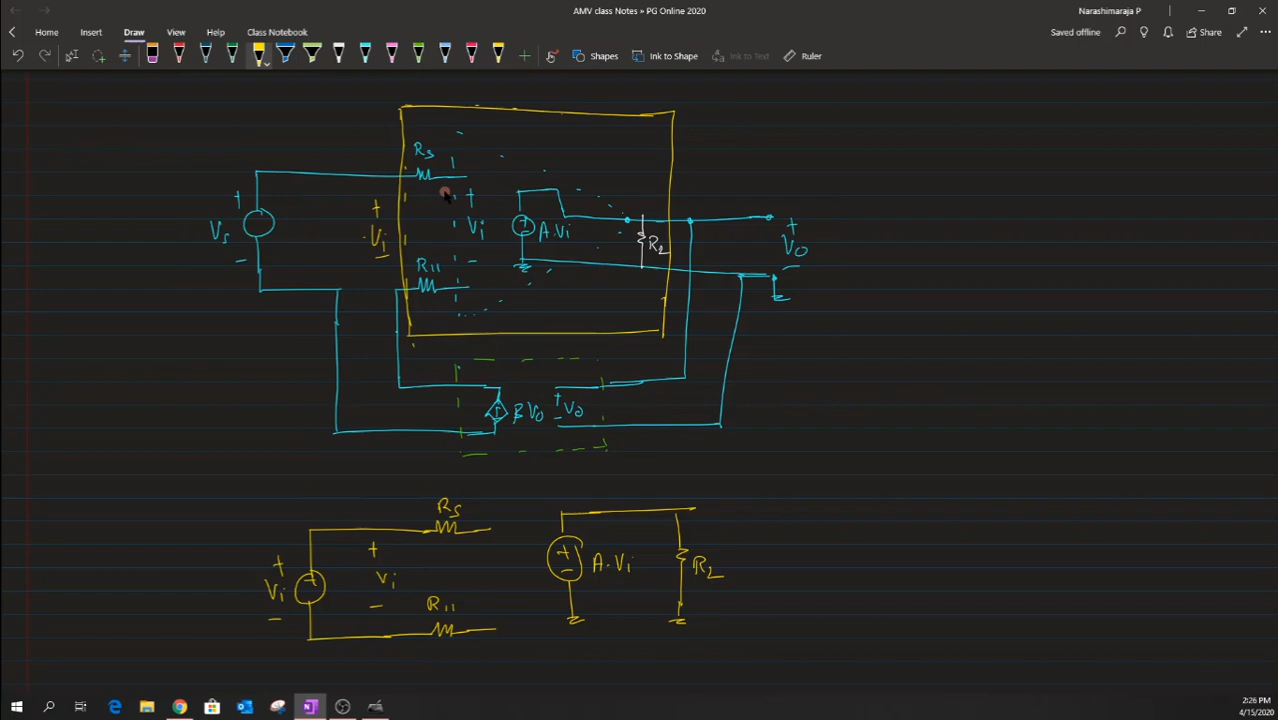 AMV class Notes » PG Online 2020
Narashimaraja P
Home Insert Draw View Help Class Notebook
Saved offline
Share
Shapes
Ink to Shape
Ink to Text
Ruler
Rs
+
+
+
Vs
Vi
Vi
+
A.Vi
R2
+
Vo
R11
βVo
+
Vo
Rs
+
+
+
Vi
Vi
R11
+
A.Vi
R2
2:26 PM
4/15/2020